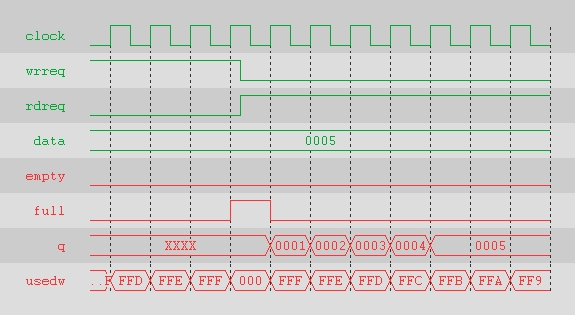 clock
wrreq
rdreq
data 0005
empty
full
q XXXX 0001 0002 0003 0004 0005
usedw ..F FFD FFE FFF 000 FFF FFE FFD FFC FFB FFA FF9